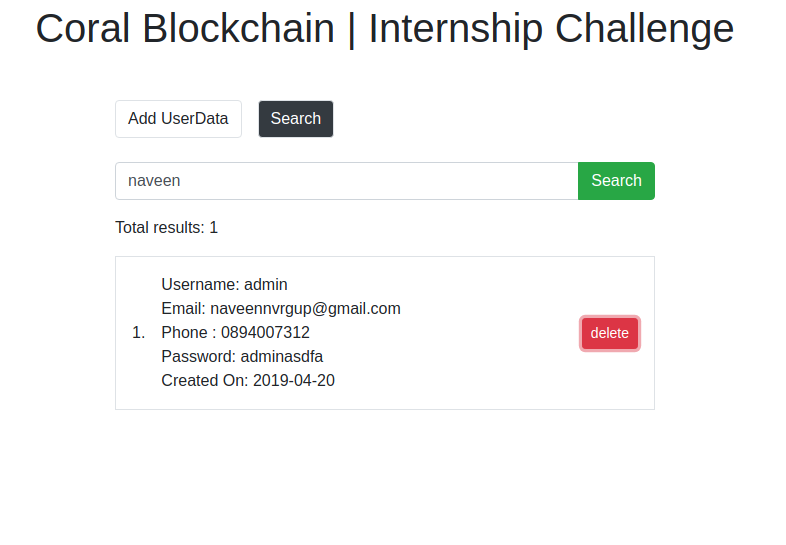 Coral Blockchain | Internship Challenge
Add UserData Search
naveen Search
Total results: 1
Username: admin
Email: naveennvrgup@gmail.com
1. Phone : 0894007312 delete
Password: adminasdfa
Created On: 2019-04-20